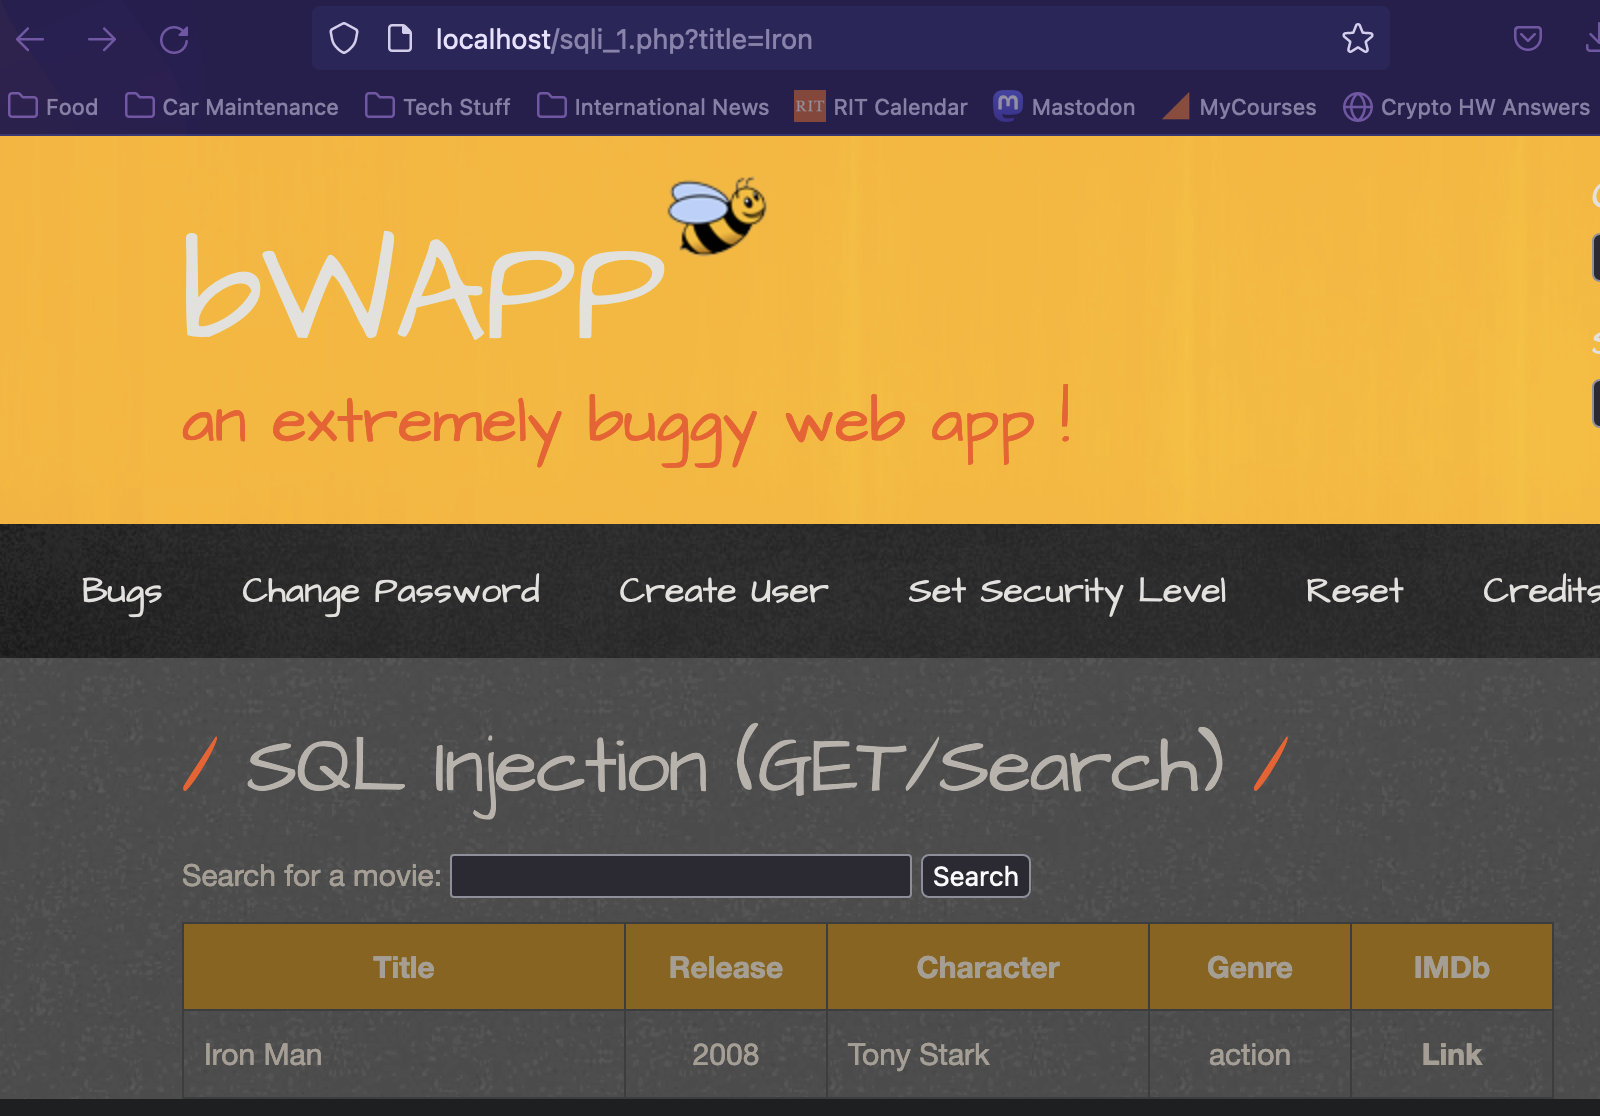 localhost/sqli_1.php?title=Iron
Food Car Maintenance Tech Stuff International News RIT RIT Calendar m Mastodon MyCourses Crypto HW Answers
bWAPP
an extremely buggy web app !
Bugs Change Password Create User Set Security Level Reset Credits
/ SQL Injection (GET/Search) /
Search for a movie: Search
Title Release Character Genre IMDb
Iron Man 2008 Tony Stark action Link